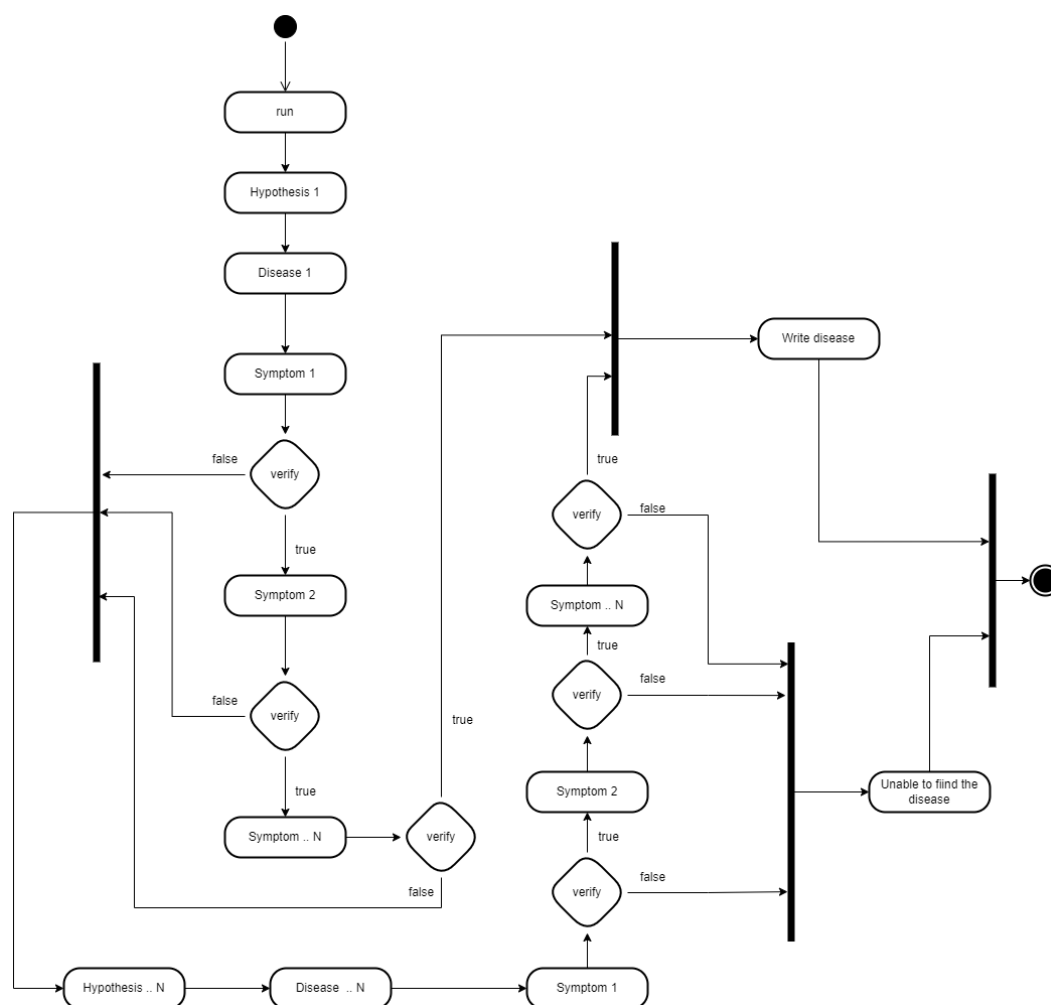 run
Hypothesis 1
Disease 1
Symptom 1
verify
false
true
Symptom 2
verify
false
true
Symptom .. N
verify
true
false
Hypothesis .. N
Disease .. N
Symptom 1
verify
false
true
Symptom 2
verify
false
true
Symptom .. N
verify
false
true
Write disease
Unable to fiind the
disease